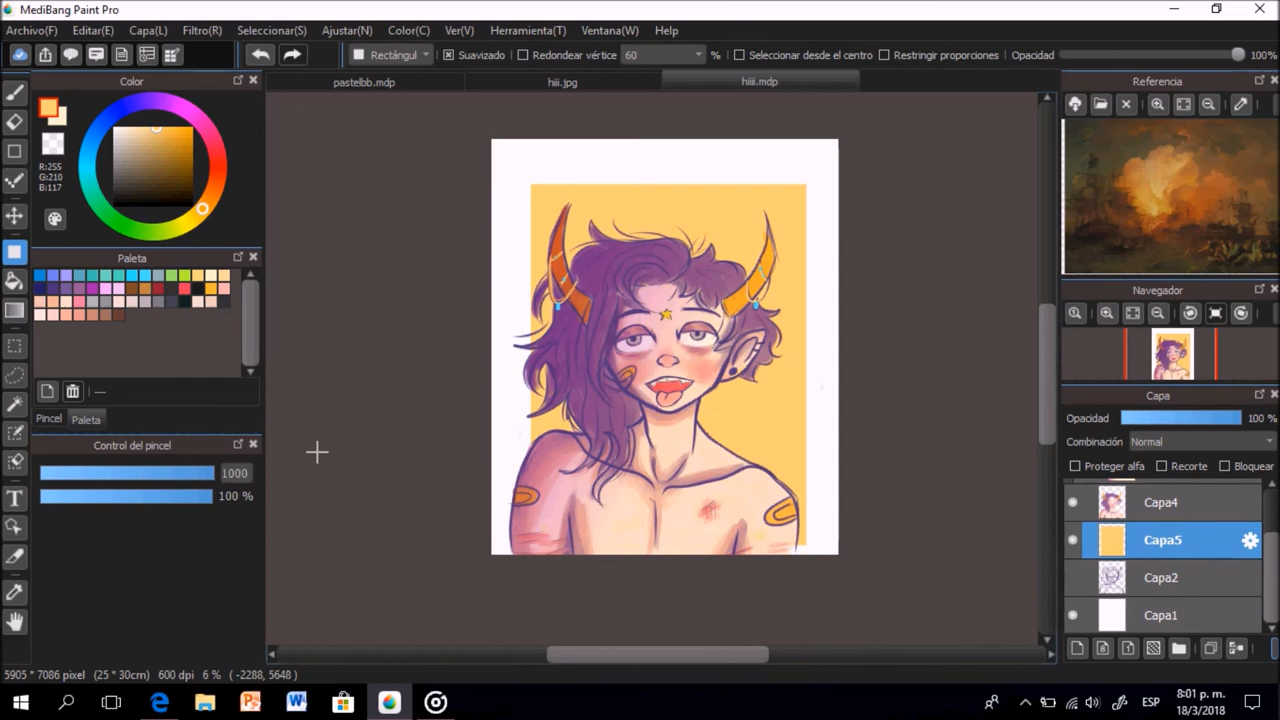 MediBang Paint Pro
Archivo(F) Editar(E) Capa(L) Filtro(R) Seleccionar(S) Ajustar(N) Color(C) Ver(V) Herramienta(T) Ventana(W) Help
Rectángul Suavizado Redondear vértice 60 % Seleccionar desde el centro Restringir proporciones Opacidad 100%
pastelbb.mdp hiii.jpg hiiii.mdp
Color
R:255
G:210
B:117
Paleta
—
Pincel Paleta
Control del pincel
1000
100 %
Referencia
Navegador
Capa
Opacidad 100 %
Combinación Normal
Proteger alfa Recorte Bloquear
Capa4
Capa5
Capa2
Capa1
5905 * 7086 pixel (25 * 30cm) 600 dpi 6 % (-2288, 5648)
ESP
8:01 p. m.
18/3/2018